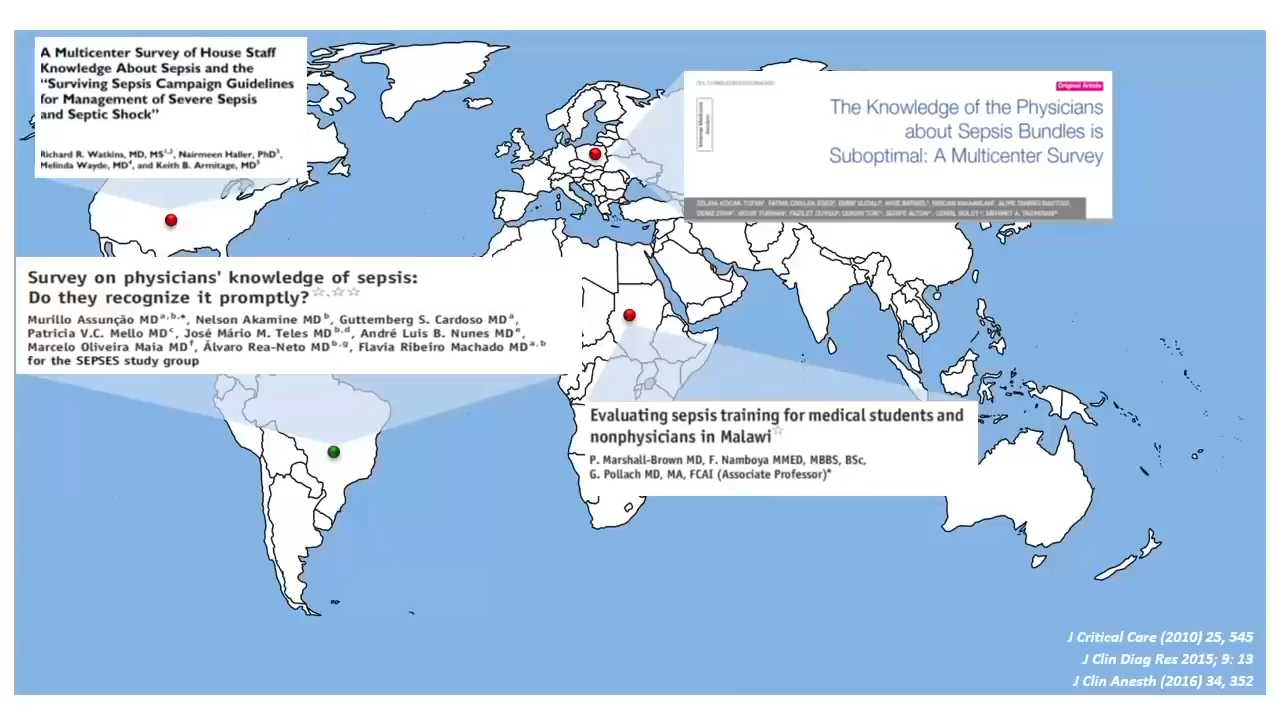 A Multicenter Survey of House Staff
Knowledge About Sepsis and the
“Surviving Sepsis Campaign Guidelines
for Management of Severe Sepsis
and Septic Shock”
Richard R. Watkins, MD, MS1,2, Nairmeen Haller, PhD3,
Melinda Wayde, MD4, and Keith B. Armitage, MD5
Original Article
The Knowledge of the Physicians
about Sepsis Bundles is
Suboptimal: A Multicenter Survey
Survey on physicians' knowledge of sepsis:
Do they recognize it promptly?☆,☆☆
Murillo Assunção MD a,b,*, Nelson Akamine MD b, Guttemberg S. Cardoso MD a,
Patricia V.C. Mello MD c, José Mário M. Teles MD b,d, André Luis B. Nunes MD e,
Marcelo Oliveira Maia MD f, Álvaro Rea-Neto MD b,g, Flavia Ribeiro Machado MD a,b
for the SEPSES study group
Evaluating sepsis training for medical students and
nonphysicians in Malawi☆
P. Marshall-Brown MD, F. Namboya MMED, MBBS, BSc,
G. Pollach MD, MA, FCAI (Associate Professor)*
J Critical Care (2010) 25, 545
J Clin Diag Res 2015; 9: 13
J Clin Anesth (2016) 34, 352